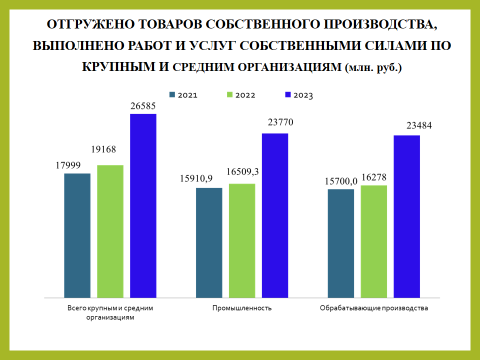 ОТГРУЖЕНО ТОВАРОВ СОБСТВЕННОГО ПРОИЗВОДСТВА,
ВЫПОЛНЕНО РАБОТ И УСЛУГ СОБСТВЕННЫМИ СИЛАМИ ПО
КРУПНЫМ И СРЕДНИМ ОРГАНИЗАЦИЯМ (млн. руб.)
2021 2022 2023
26585
23770
23484
19168
17999
15910,9
16509,3
15700,0
16278
Всего крупным и средним
организациям
Промышленность
Обрабатывающие производства